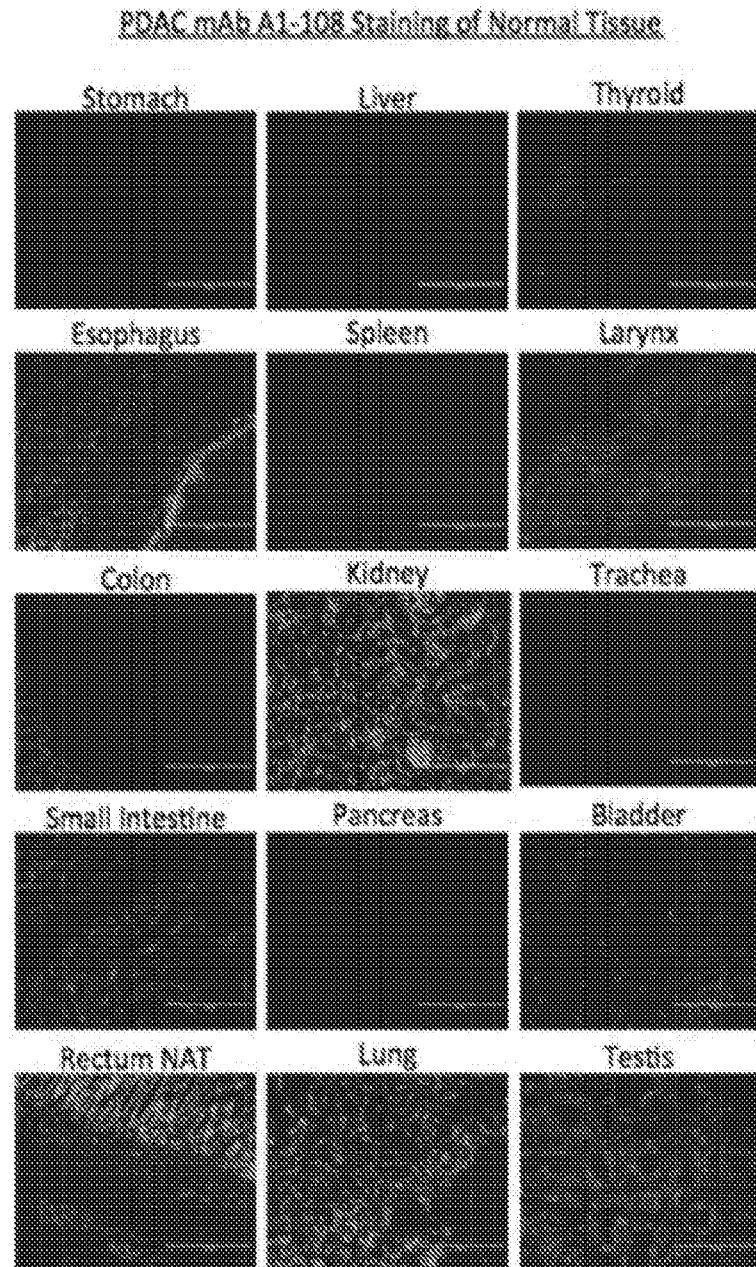 PDAC mAb A1-108 Staining of Normal Tissue
Stomach Liver Thyroid
Esophagus Spleen Larynx
Colon Kidney Trachea
Small Intestine Pancreas Bladder
Rectum NAT Lung Testis